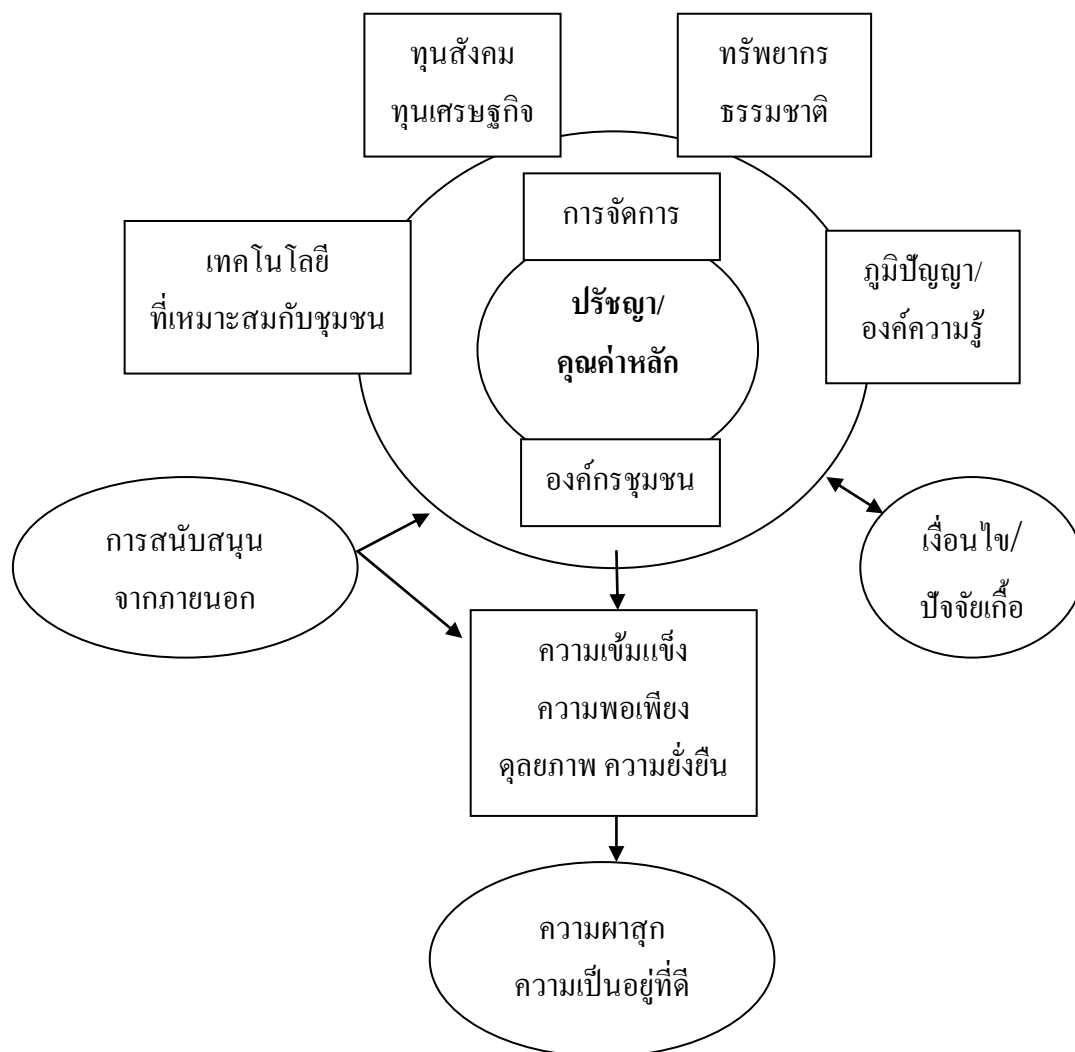 ทุนสังคม
ทุนเศรษฐกิจ
ทรัพยากร
ธรรมชาติ
การจัดการ
เทคโนโลยี
ที่เหมาะสมกับชุมชน
ปรัชญา/
คุณค่าหลัก
ภูมิปัญญา/
องค์ความรู้
องค์กรชุมชน
การสนับสนุน
จากภายนอก
เงื่อนไข/
ปัจจัยเกื้อ
ความเข้มแข็ง
ความพอเพียง
ดุลยภาพ ความยั่งยืน
ความผาสุก
ความเป็นอยู่ที่ดี